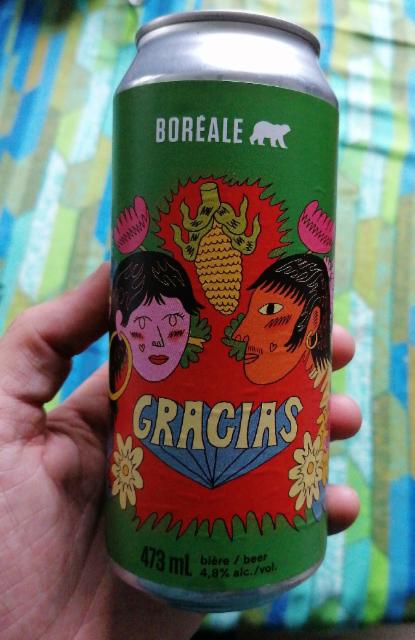 BORÉALE
GRACIAS
473 mL
bière / beer
4,8% alc./vol.